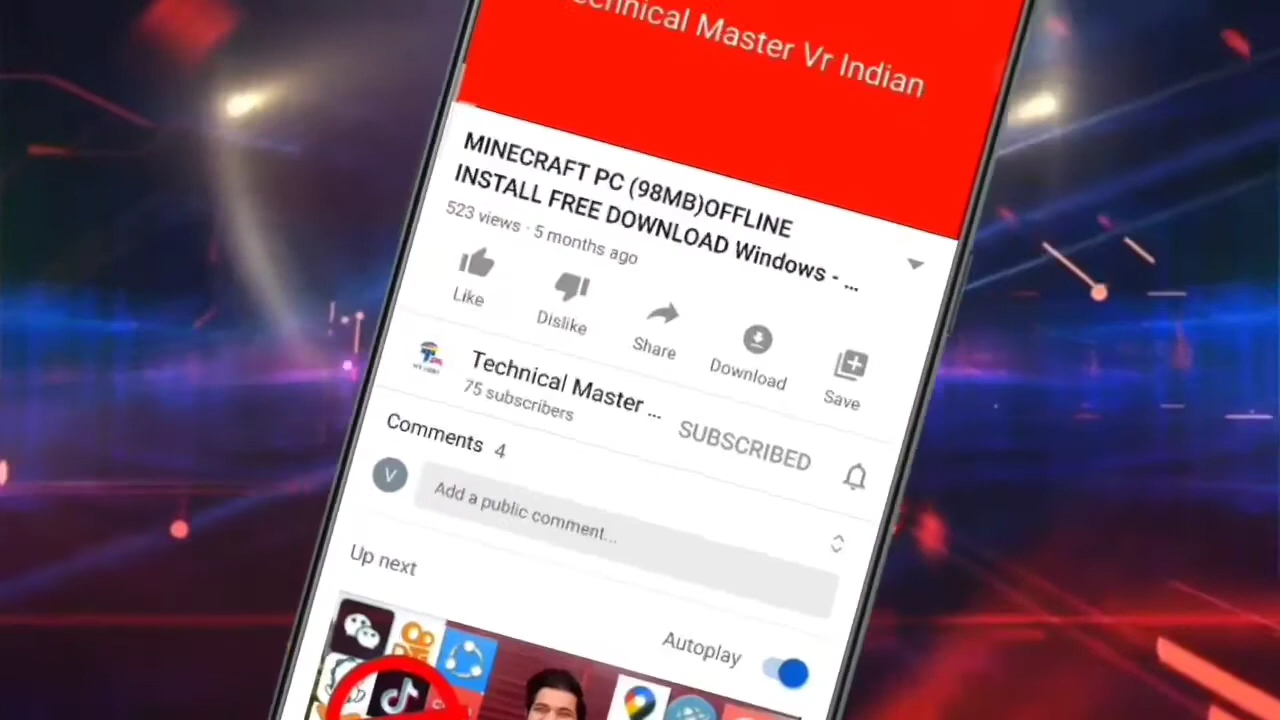 Technical Master Vr Indian
MINECRAFT PC (98MB)OFFLINE
INSTALL FREE DOWNLOAD Windows - ...
523 views · 5 months ago
Like
Dislike
Share
Download
Save
Technical Master ...
75 subscribers
SUBSCRIBED
Comments 4
V
Add a public comment...
Up next
Autoplay